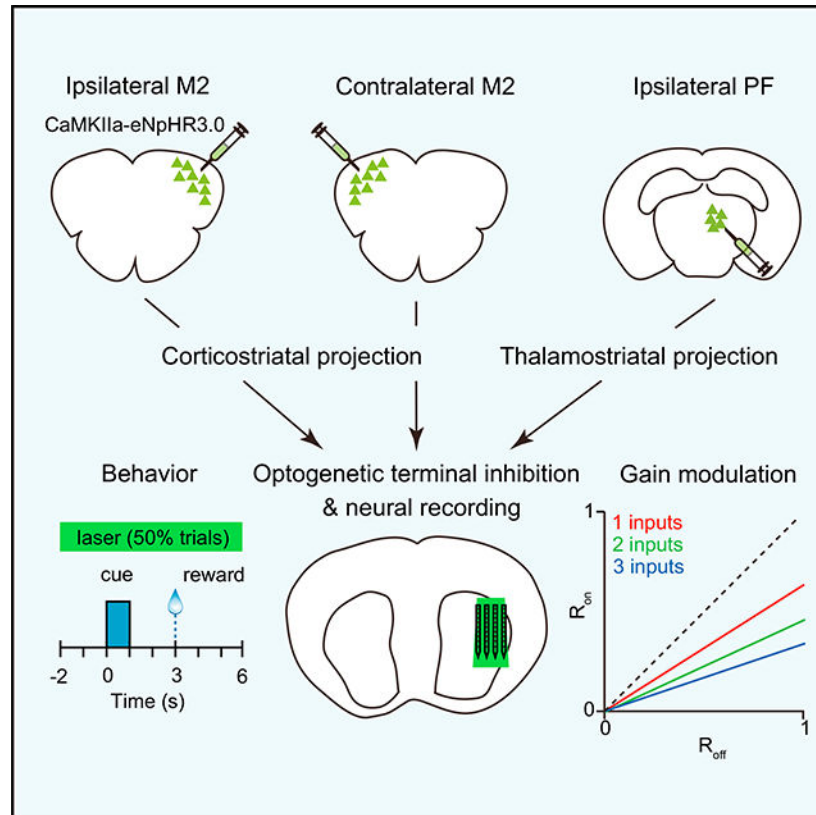 Ipsilateral M2
CaMKIIa-eNpHR3.0
Contralateral M2
Ipsilateral PF
Corticostriatal projection
Thalamostriatal projection
Behavior
laser (50% trials)
cue
reward
-2
0
3
6
Time (s)
Optogenetic terminal inhibition
& neural recording
Gain modulation
1
1 inputs
2 inputs
3 inputs
Ron
0
0
1
Roff